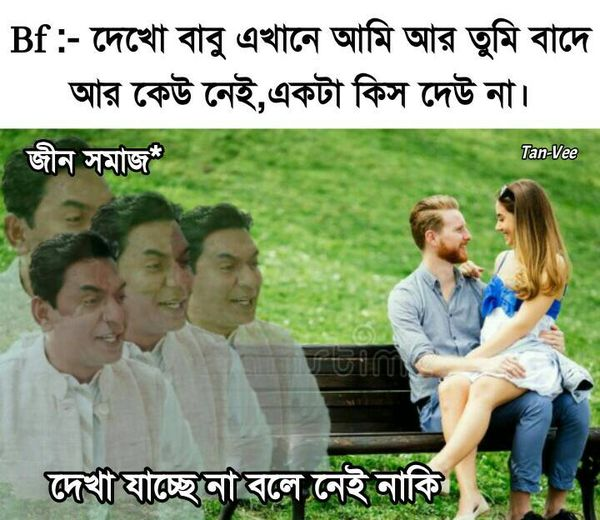 Bf :- দেখো বাবু এখানে আমি আর তুমি বাদে
আর কেউ নেই,একটা কিস দেউ না।
জীন সমাজ*
Tan-Vee
দেখা যাচ্ছে না বলে নেই নাকি